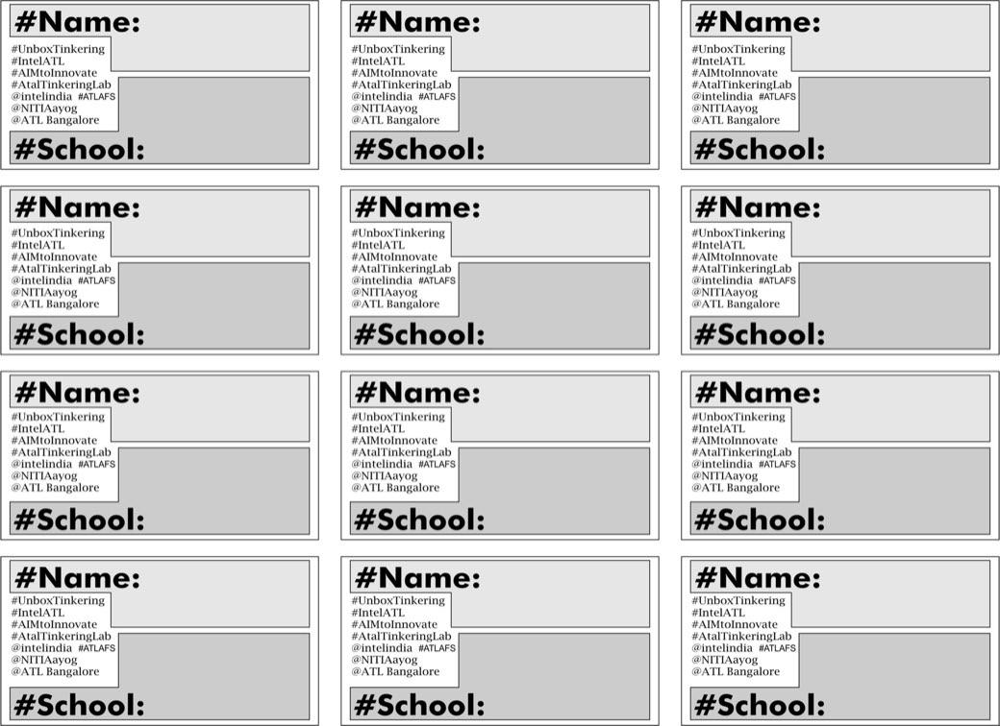 #Name:
#UnboxTinkering
#IntelATL
#AIMtoInnovate
#AtalTinkeringLab
@intelindia #ATLAFS
@NITIAayog
@ATL Bangalore
#School:
#Name:
#UnboxTinkering
#IntelATL
#AIMtoInnovate
#AtalTinkeringLab
@intelindia #ATLAFS
@NITIAayog
@ATL Bangalore
#School:
#Name:
#UnboxTinkering
#IntelATL
#AIMtoInnovate
#AtalTinkeringLab
@intelindia #ATLAFS
@NITIAayog
@ATL Bangalore
#School:
#Name:
#UnboxTinkering
#IntelATL
#AIMtoInnovate
#AtalTinkeringLab
@intelindia #ATLAFS
@NITIAayog
@ATL Bangalore
#School:
#Name:
#UnboxTinkering
#IntelATL
#AIMtoInnovate
#AtalTinkeringLab
@intelindia #ATLAFS
@NITIAayog
@ATL Bangalore
#School:
#Name:
#UnboxTinkering
#IntelATL
#AIMtoInnovate
#AtalTinkeringLab
@intelindia #ATLAFS
@NITIAayog
@ATL Bangalore
#School:
#Name:
#UnboxTinkering
#IntelATL
#AIMtoInnovate
#AtalTinkeringLab
@intelindia #ATLAFS
@NITIAayog
@ATL Bangalore
#School:
#Name:
#UnboxTinkering
#IntelATL
#AIMtoInnovate
#AtalTinkeringLab
@intelindia #ATLAFS
@NITIAayog
@ATL Bangalore
#School:
#Name:
#UnboxTinkering
#IntelATL
#AIMtoInnovate
#AtalTinkeringLab
@intelindia #ATLAFS
@NITIAayog
@ATL Bangalore
#School:
#Name:
#UnboxTinkering
#IntelATL
#AIMtoInnovate
#AtalTinkeringLab
@intelindia #ATLAFS
@NITIAayog
@ATL Bangalore
#School:
#Name:
#UnboxTinkering
#IntelATL
#AIMtoInnovate
#AtalTinkeringLab
@intelindia #ATLAFS
@NITIAayog
@ATL Bangalore
#School:
#Name:
#UnboxTinkering
#IntelATL
#AIMtoInnovate
#AtalTinkeringLab
@intelindia #ATLAFS
@NITIAayog
@ATL Bangalore
#School: